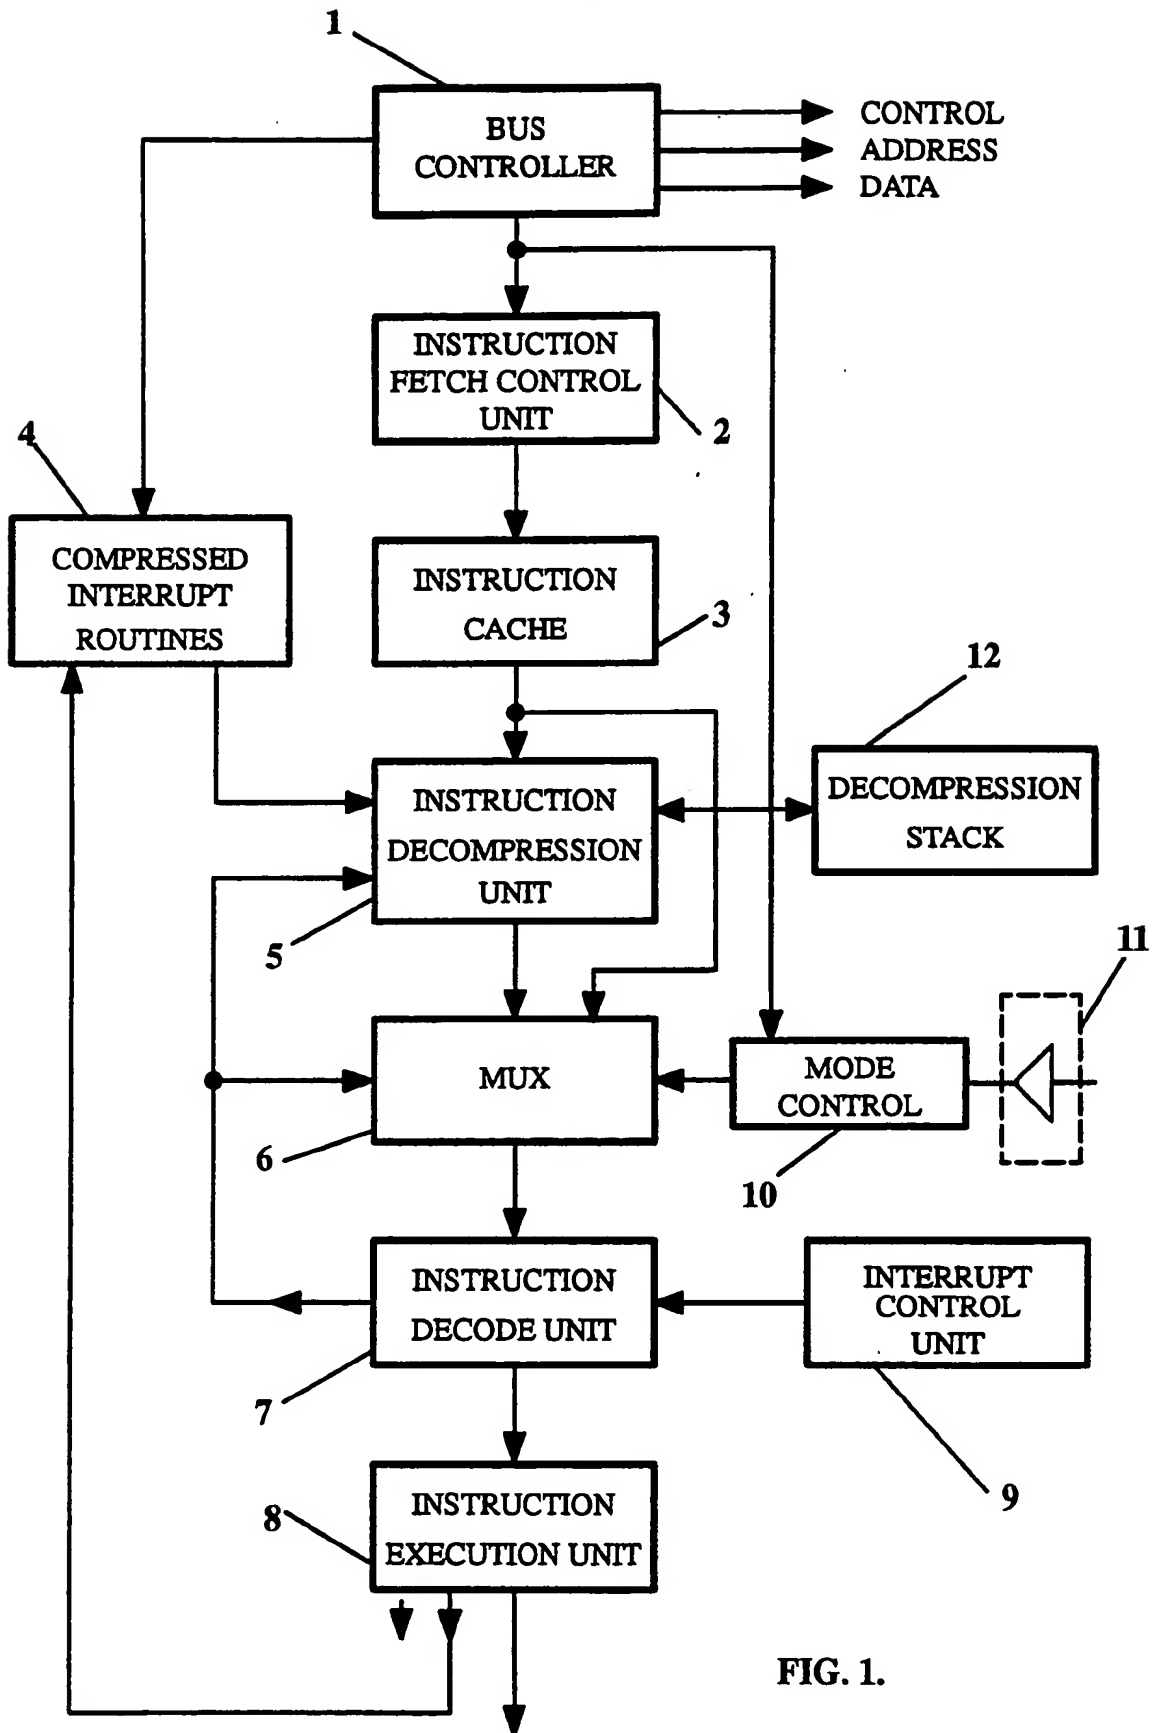 1
BUS
CONTROLLER
CONTROL
ADDRESS
DATA
INSTRUCTION
FETCH CONTROL
UNIT
2
4
COMPRESSED
INTERRUPT
ROUTINES
INSTRUCTION
CACHE
3
12
DECOMPRESSION
STACK
INSTRUCTION
DECOMPRESSION
UNIT
5
11
MUX
6
MODE
CONTROL
10
INSTRUCTION
DECODE UNIT
7
INTERRUPT
CONTROL
UNIT
9
INSTRUCTION
EXECUTION UNIT
8
FIG. 1.